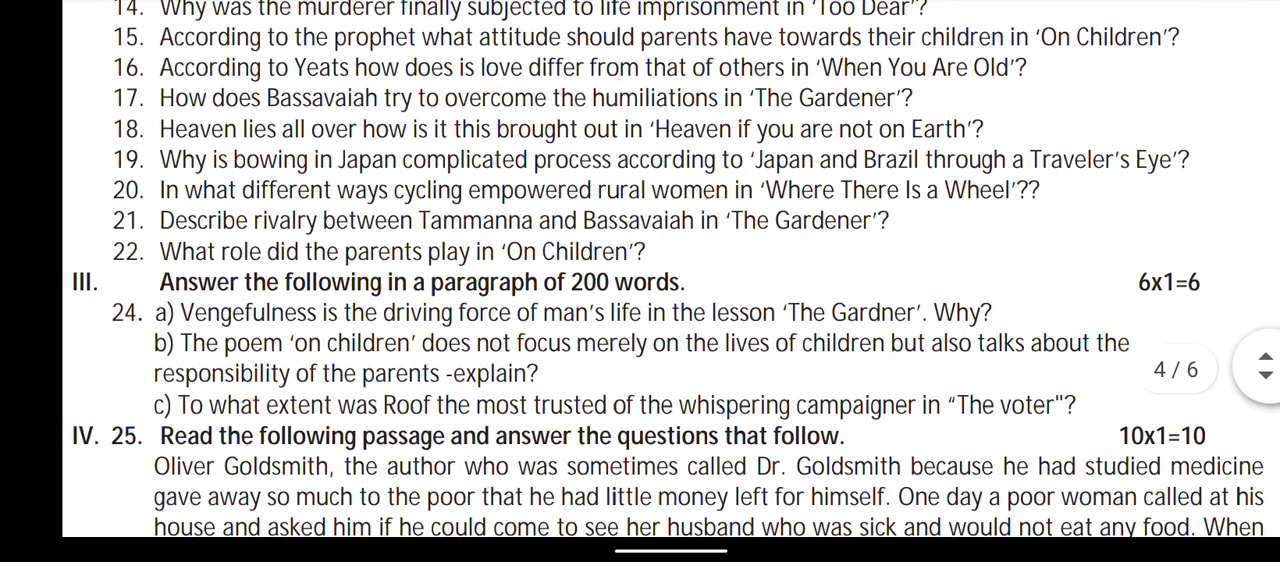 14. Why was the murderer finally subjected to life imprisonment in 'Too Dear'?
15. According to the prophet what attitude should parents have towards their children in ‘On Children’?
16. According to Yeats how does is love differ from that of others in ‘When You Are Old’?
17. How does Bassavaiah try to overcome the humiliations in ‘The Gardener’?
18. Heaven lies all over how is it this brought out in ‘Heaven if you are not on Earth’?
19. Why is bowing in Japan complicated process according to ‘Japan and Brazil through a Traveler’s Eye’?
20. In what different ways cycling empowered rural women in ‘Where There Is a Wheel’??
21. Describe rivalry between Tammanna and Bassavaiah in ‘The Gardener’?
22. What role did the parents play in ‘On Children’?
III. Answer the following in a paragraph of 200 words. 6x1=6
24. a) Vengefulness is the driving force of man’s life in the lesson ‘The Gardner’. Why?
b) The poem ‘on children’ does not focus merely on the lives of children but also talks about the
responsibility of the parents -explain?
4 / 6
c) To what extent was Roof the most trusted of the whispering campaigner in “The voter"?
IV. 25. Read the following passage and answer the questions that follow. 10x1=10
Oliver Goldsmith, the author who was sometimes called Dr. Goldsmith because he had studied medicine
gave away so much to the poor that he had little money left for himself. One day a poor woman called at his
house and asked him if he could come to see her husband who was sick and would not eat any food. When